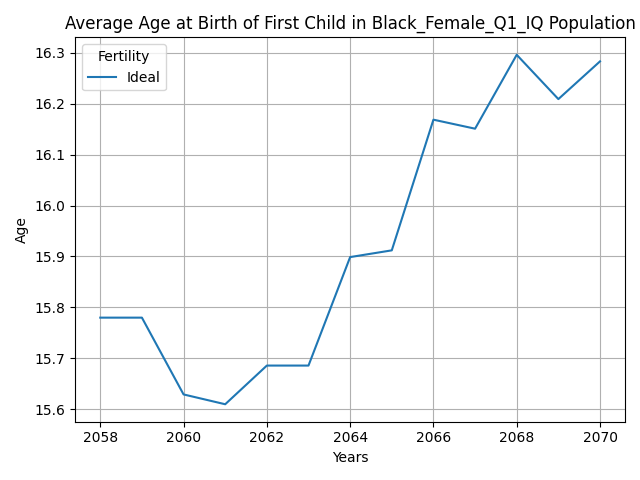 Average Age at Birth of First Child in Black_Female_Q1_IQ Population
Fertility
Ideal
16.3
16.2
16.1
16.0
15.9
15.8
15.7
15.6
Age
2058 2060 2062 2064 2066 2068 2070
Years